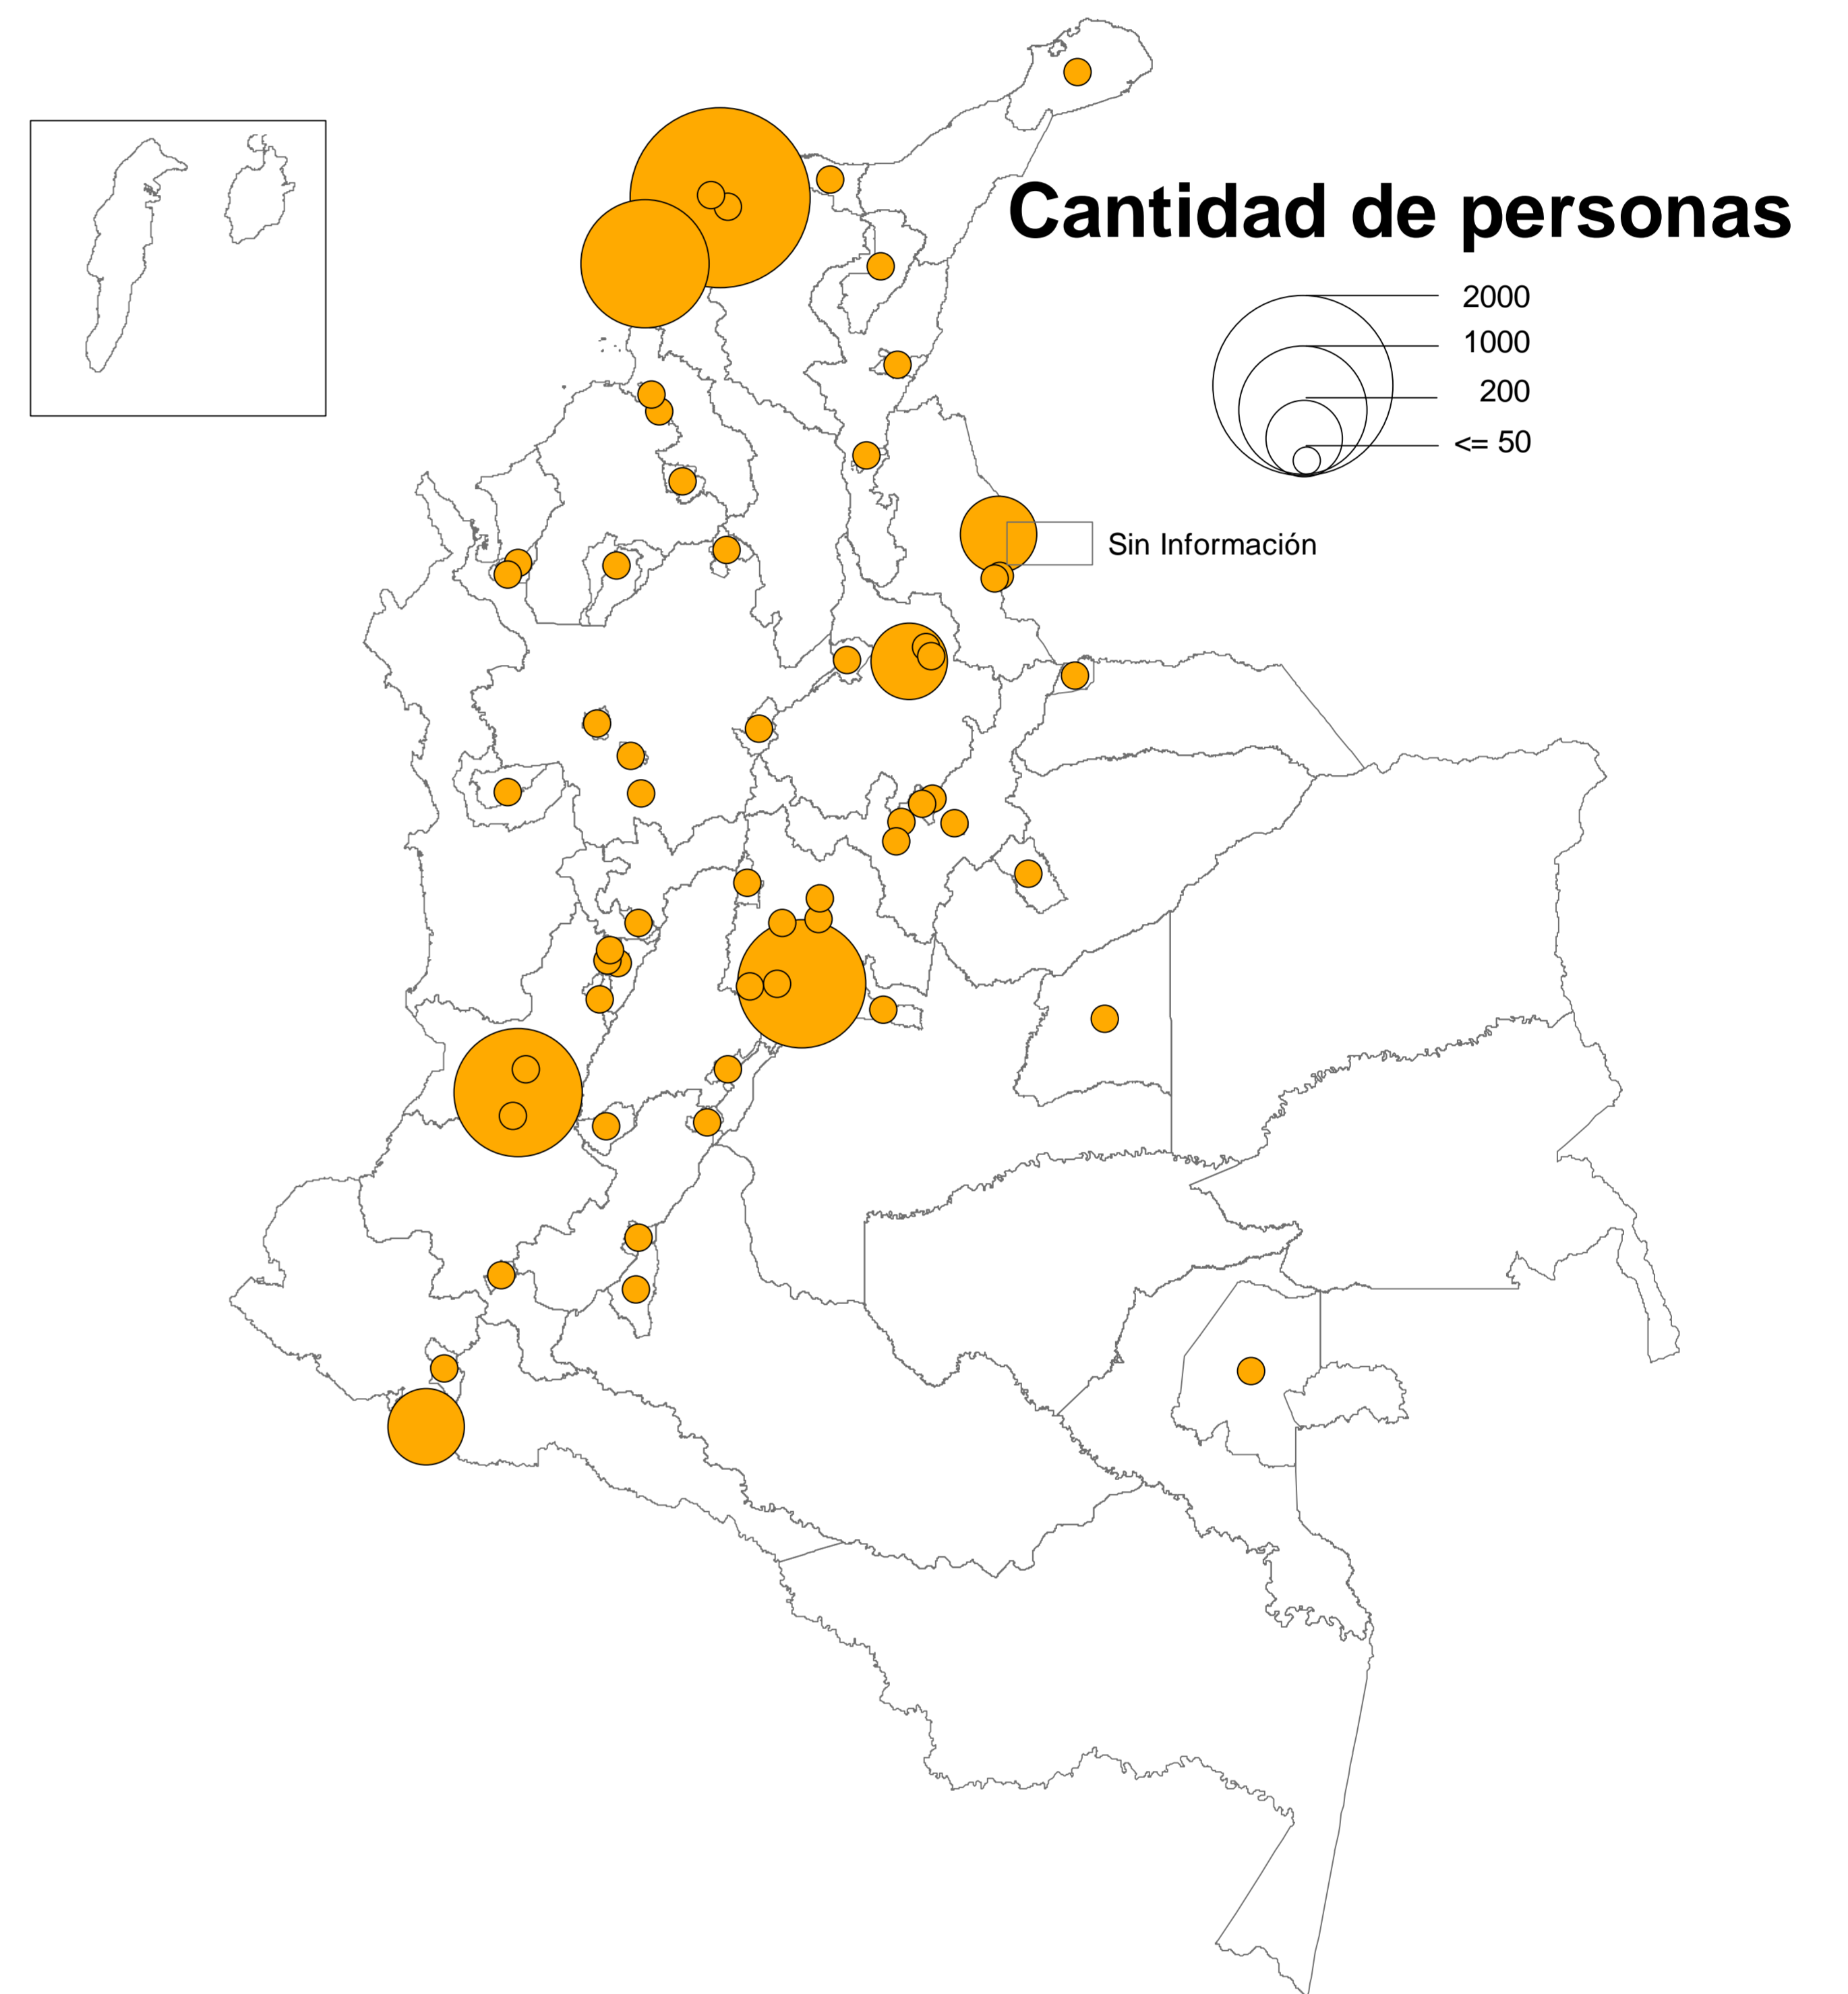 Cantidad de personas
2000
1000
200
<= 50
Sin Información